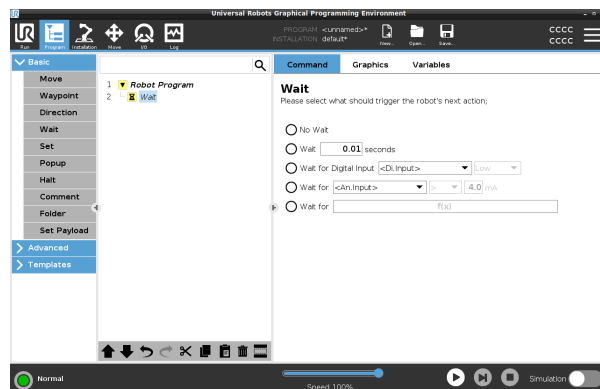 Universal Robots Graphical Programming Environment
Run Program Installation Move I/O Log
PROGRAM <unnamed>*
INSTALLATION default*
New... Open... Save...
CCCC
CCCC
Basic
Move
Waypoint
Direction
Wait
Set
Popup
Halt
Comment
Folder
Set Payload
Advanced
Templates
1 Robot Program
2 Wait
Command Graphics Variables
Wait
Please select what should trigger the robot's next action;
No Wait
Wait 0.01 seconds
Wait for Digital Input <Di.Input> Low
Wait for <An.Input> > 4.0 mA
Wait for f(x)
Normal
Speed 100%
Simulation